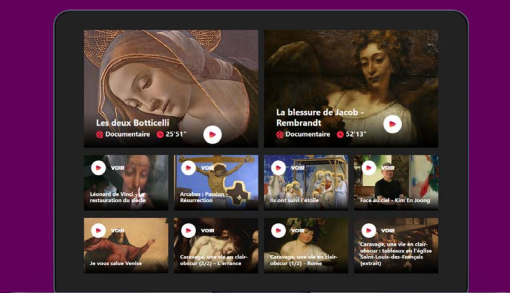 Les deux Botticelli
Documentaire 25'51"
La blessure de Jacob -
Rembrandt
Documentaire 52'13"
VOIR
Léonard de Vinci - La
restauration du siècle
VOIR
Arcabas : Passion -
Résurrection
VOIR
Ils ont suivi l'étoile
VOIR
Face au ciel - Kim En Joong
VOIR
Je vous salue Venise
VOIR
Caravage, une vie en clair-
obscur (2/2) - L'errance
VOIR
Caravage, une vie en clair-
obscur (1/2) - Rome
VOIR
Caravage, une vie en clair-
obscur : tableaux en l'église
Saint-Louis-des-Français
(extrait)